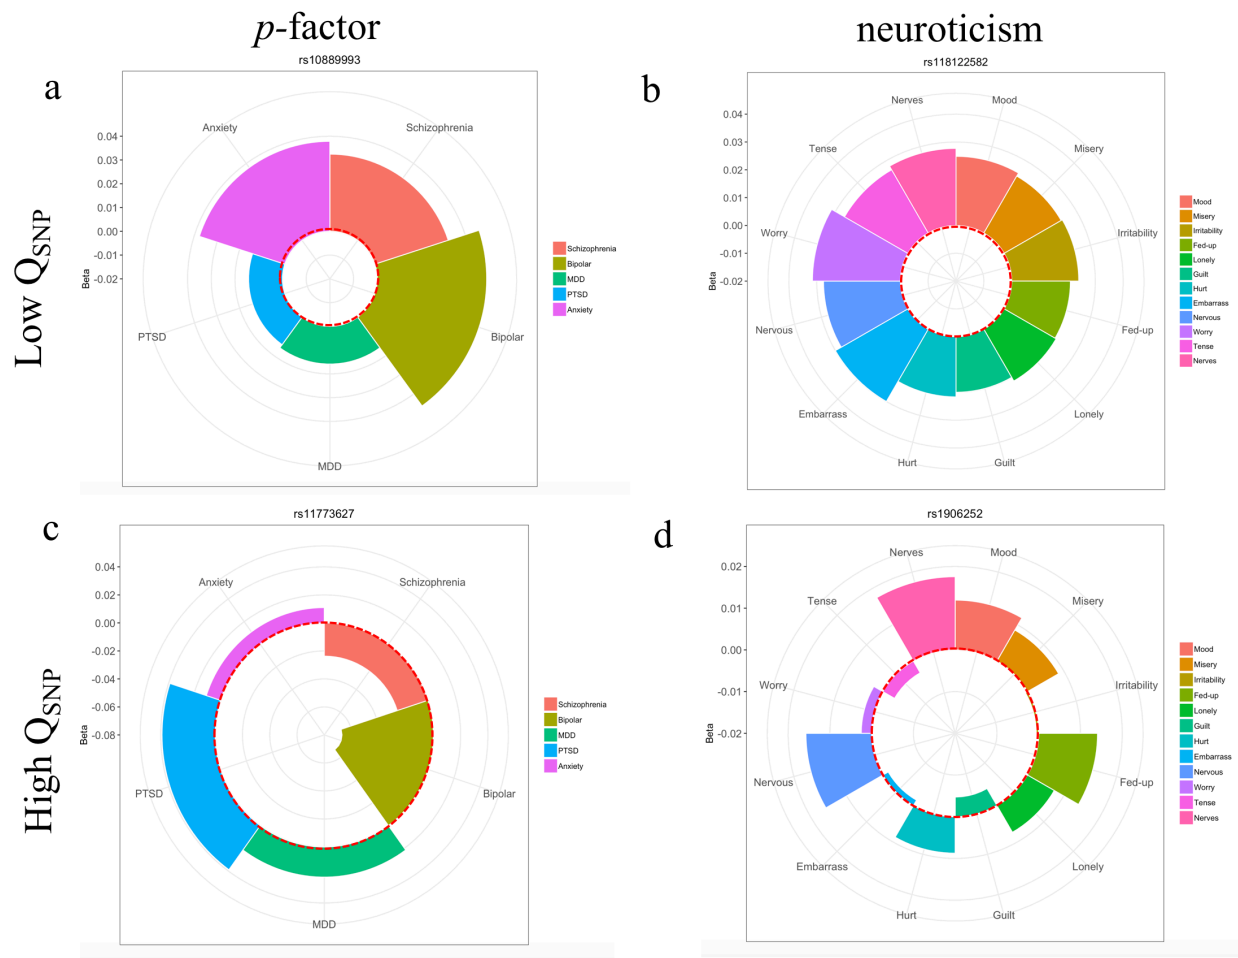 p-factor
neuroticism
Low QSNP
High QSNP
a
rs10889993
Anxiety
Schizophrenia
PTSD
Bipolar
MDD
0.04
0.03
0.02
0.01
0.00
-0.01
-0.02
Beta
Schizophrenia
Bipolar
MDD
PTSD
Anxiety
b
rs118122582
Nerves
Mood
Tense
Misery
Worry
Irritability
Nervous
Fed-up
Embarrass
Lonely
Hurt
Guilt
0.04
0.03
0.02
0.01
0.00
-0.01
-0.02
Beta
Mood
Misery
Irritability
Fed-up
Lonely
Guilt
Hurt
Embarrass
Nervous
Worry
Tense
Nerves
c
rs11773627
Anxiety
Schizophrenia
PTSD
Bipolar
MDD
0.04
0.02
0.00
-0.02
-0.04
-0.06
-0.08
Beta
Schizophrenia
Bipolar
MDD
PTSD
Anxiety
d
rs1906252
Nerves
Mood
Tense
Misery
Worry
Irritability
Nervous
Fed-up
Embarrass
Lonely
Hurt
Guilt
0.02
0.01
0.00
-0.01
-0.02
Beta
Mood
Misery
Irritability
Fed-up
Lonely
Guilt
Hurt
Embarrass
Nervous
Worry
Tense
Nerves